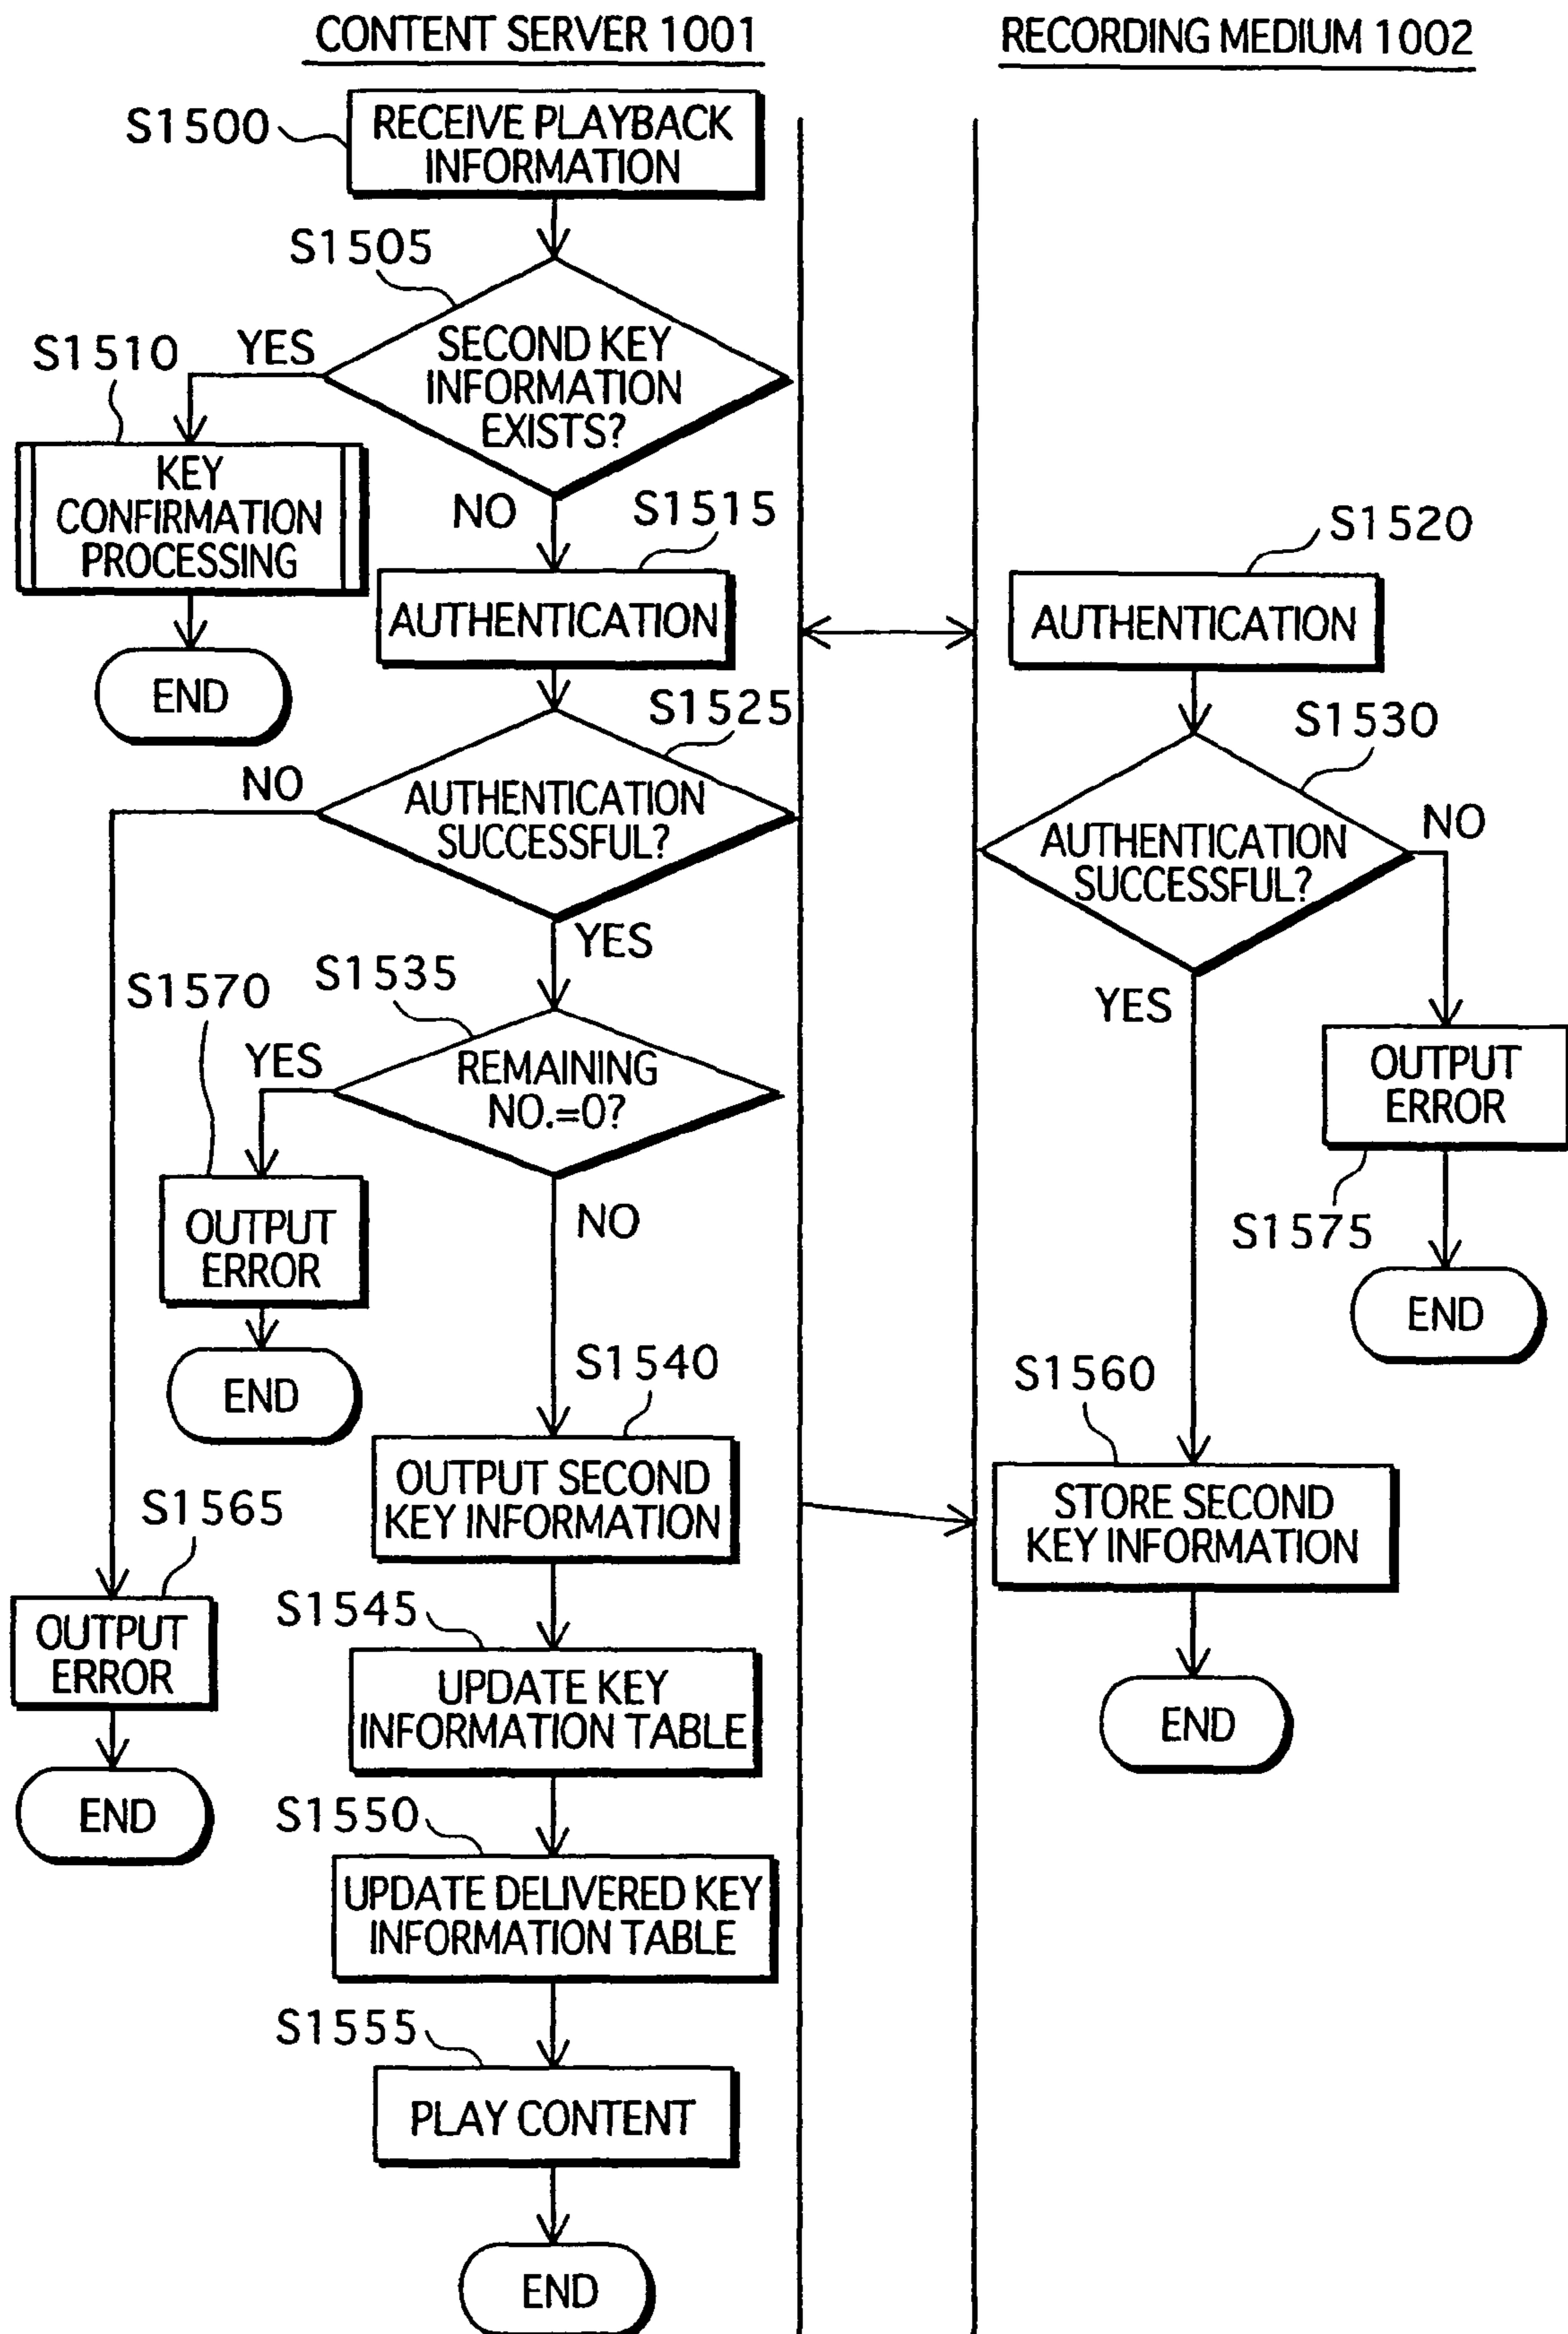 CONTENT SERVER 1001
RECORDING MEDIUM 1002
S1500
RECEIVE PLAYBACK
INFORMATION
S1505
SECOND KEY
INFORMATION
EXISTS?
YES
NO
S1510
KEY
CONFIRMATION
PROCESSING
END
S1515
AUTHENTICATION
S1520
AUTHENTICATION
S1525
AUTHENTICATION
SUCCESSFUL?
NO
YES
S1530
AUTHENTICATION
SUCCESSFUL?
NO
YES
S1535
REMAINING
NO.=0?
YES
NO
S1570
OUTPUT
ERROR
END
OUTPUT
ERROR
S1575
END
S1540
OUTPUT SECOND
KEY INFORMATION
S1560
STORE SECOND
KEY INFORMATION
END
S1565
OUTPUT
ERROR
END
S1545
UPDATE KEY
INFORMATION TABLE
S1550
UPDATE DELIVERED KEY
INFORMATION TABLE
S1555
PLAY CONTENT
END